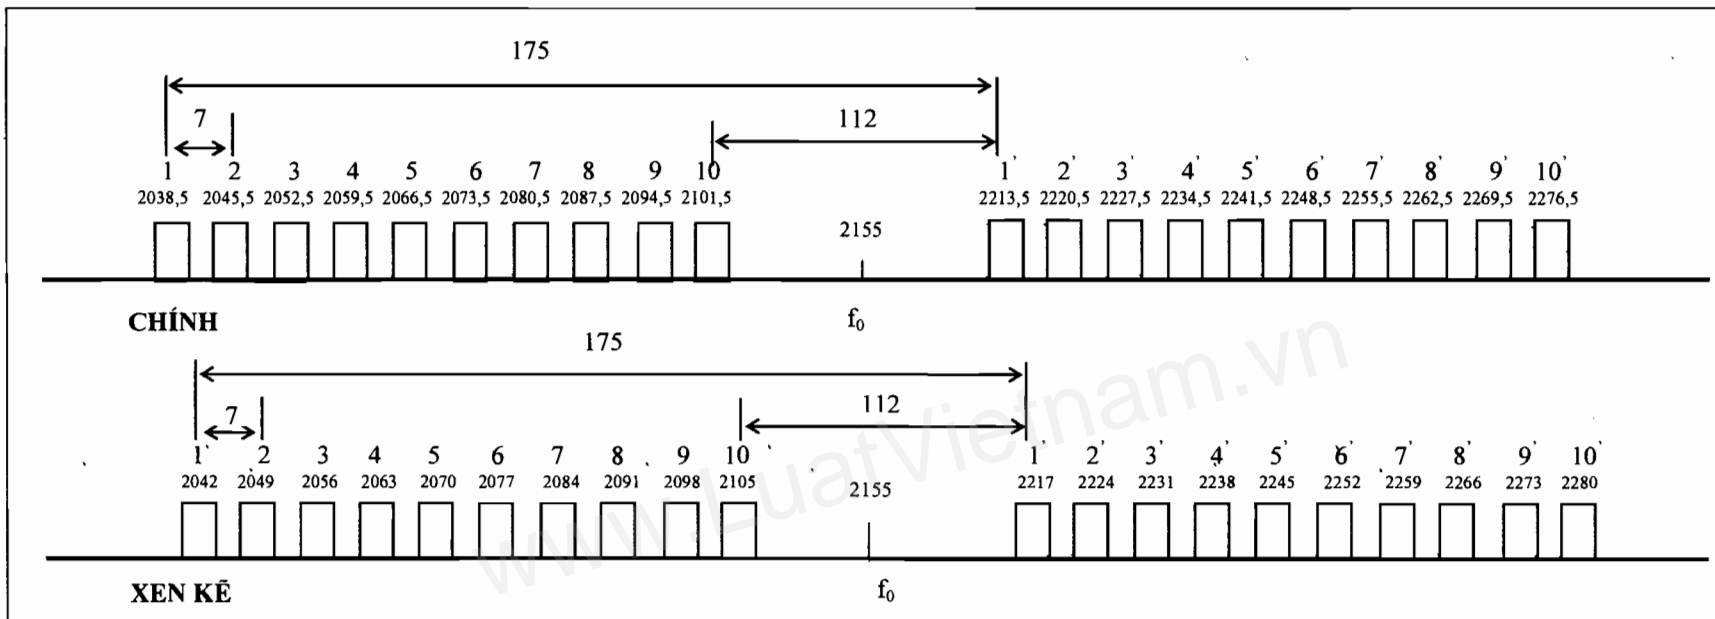 175
7
112
1 2 3 4 5 6 7 8 9 10 1' 2' 3' 4' 5' 6' 7' 8' 9' 10'
2038,5 2045,5 2052,5 2059,5 2066,5 2073,5 2080,5 2087,5 2094,5 2101,5 2213,5 2220,5 2227,5 2234,5 2241,5 2248,5 2255,5 2262,5 2269,5 2276,5
2155
CHÍNH f₀
175
7
112
1 2 3 4 5 6 7 8 9 10 1' 2' 3' 4' 5' 6' 7' 8' 9' 10'
2042 2049 2056 2063 2070 2077 2084 2091 2098 2105 2217 2224 2231 2238 2245 2252 2259 2266 2273 2280
2155
XEN KẼ f₀
www.LuatVietnam.vn